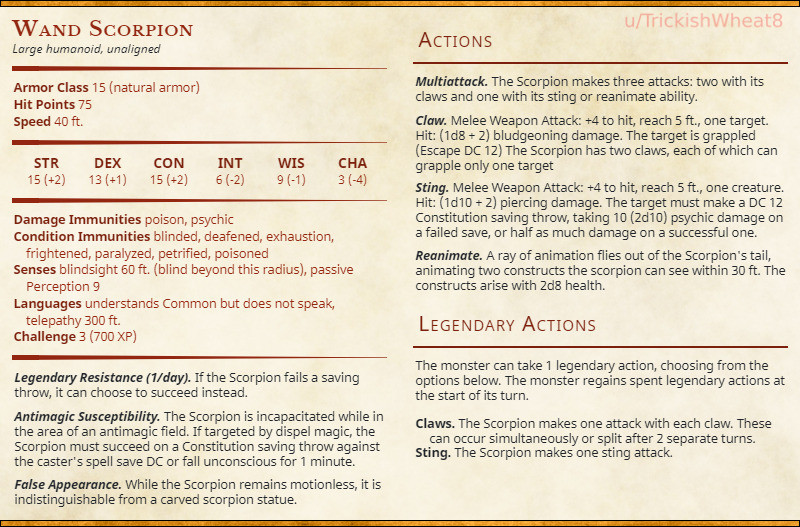 Wand Scorpion
Large humanoid, unaligned
Armor Class 15 (natural armor)
Hit Points 75
Speed 40 ft.
STR DEX CON INT WIS CHA
15 (+2) 13 (+1) 15 (+2) 6 (-2) 9 (-1) 3 (-4)
Damage Immunities poison, psychic
Condition Immunities blinded, deafened, exhaustion,
frightened, paralyzed, petrified, poisoned
Senses blindsight 60 ft. (blind beyond this radius), passive
Perception 9
Languages understands Common but does not speak,
telepathy 300 ft.
Challenge 3 (700 XP)
Legendary Resistance (1/day). If the Scorpion fails a saving
throw, it can choose to succeed instead.
Antimagic Susceptibility. The Scorpion is incapacitated while in
the area of an antimagic field. If targeted by dispel magic, the
Scorpion must succeed on a Constitution saving throw against
the caster's spell save DC or fall unconscious for 1 minute.
False Appearance. While the Scorpion remains motionless, it is
indistinguishable from a carved scorpion statue.
u/TrickishWheat8
Actions
Multiattack. The Scorpion makes three attacks: two with its
claws and one with its sting or reanimate ability.
Claw. Melee Weapon Attack: +4 to hit, reach 5 ft., one target.
Hit: (1d8 + 2) bludgeoning damage. The target is grappled
(Escape DC 12) The Scorpion has two claws, each of which can
grapple only one target
Sting. Melee Weapon Attack: +4 to hit, reach 5 ft., one creature.
Hit: (1d10 + 2) piercing damage. The target must make a DC 12
Constitution saving throw, taking 10 (2d10) psychic damage on
a failed save, or half as much damage on a successful one.
Reanimate. A ray of animation flies out of the Scorpion's tail,
animating two constructs the scorpion can see within 30 ft. The
constructs arise with 2d8 health.
Legendary Actions
The monster can take 1 legendary action, choosing from the
options below. The monster regains spent legendary actions at
the start of its turn.
Claws. The Scorpion makes one attack with each claw. These
can occur simultaneously or split after 2 separate turns.
Sting. The Scorpion makes one sting attack.